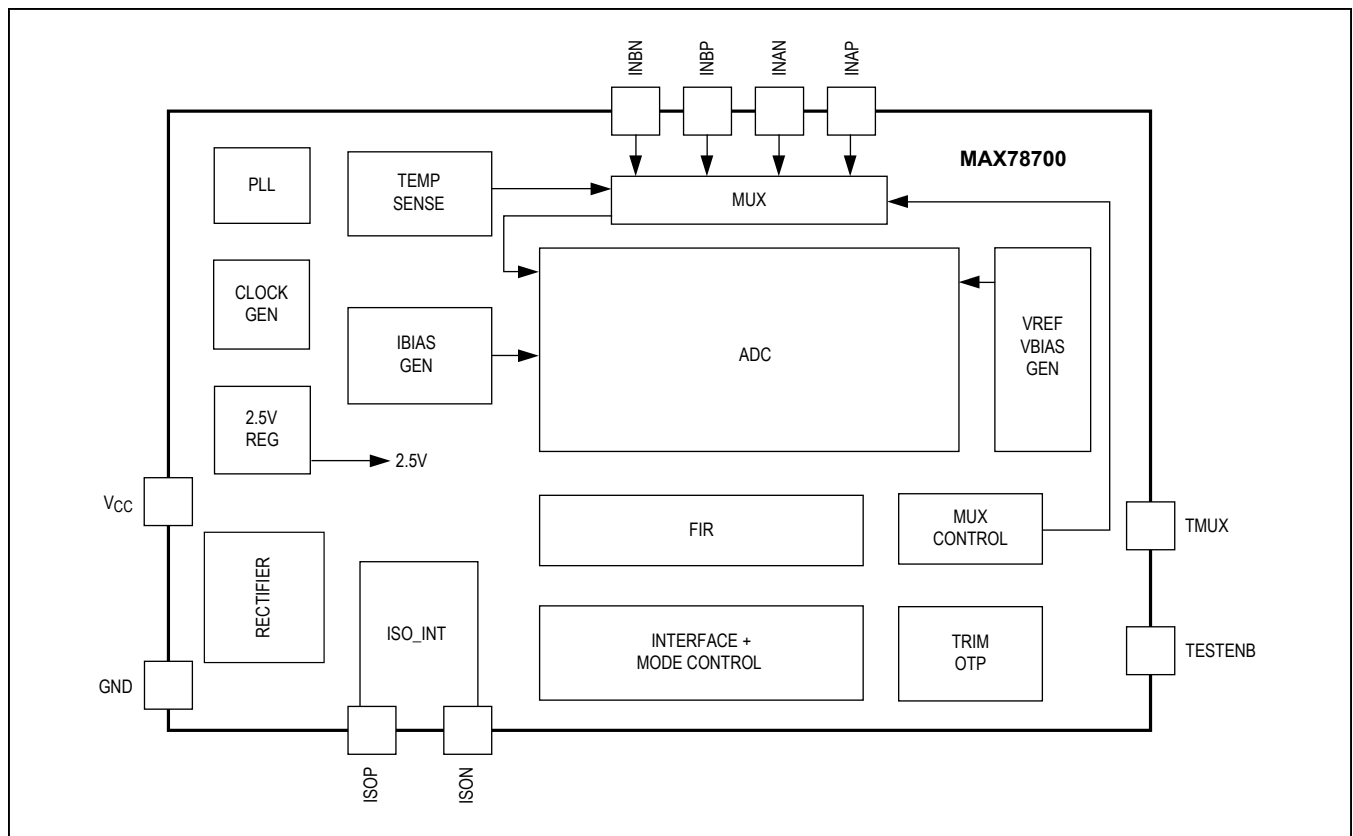 INBN
INBP
INAN
INAP
MAX78700
PLL
TEMP
SENSE
MUX
CLOCK
GEN
IBIAS
GEN
ADC
VREF
VBIAS
GEN
2.5V
REG
2.5V
VCC
FIR
MUX
CONTROL
TMUX
RECTIFIER
ISO_INT
INTERFACE +
MODE CONTROL
TRIM
OTP
TESTENB
GND
ISOP
ISON